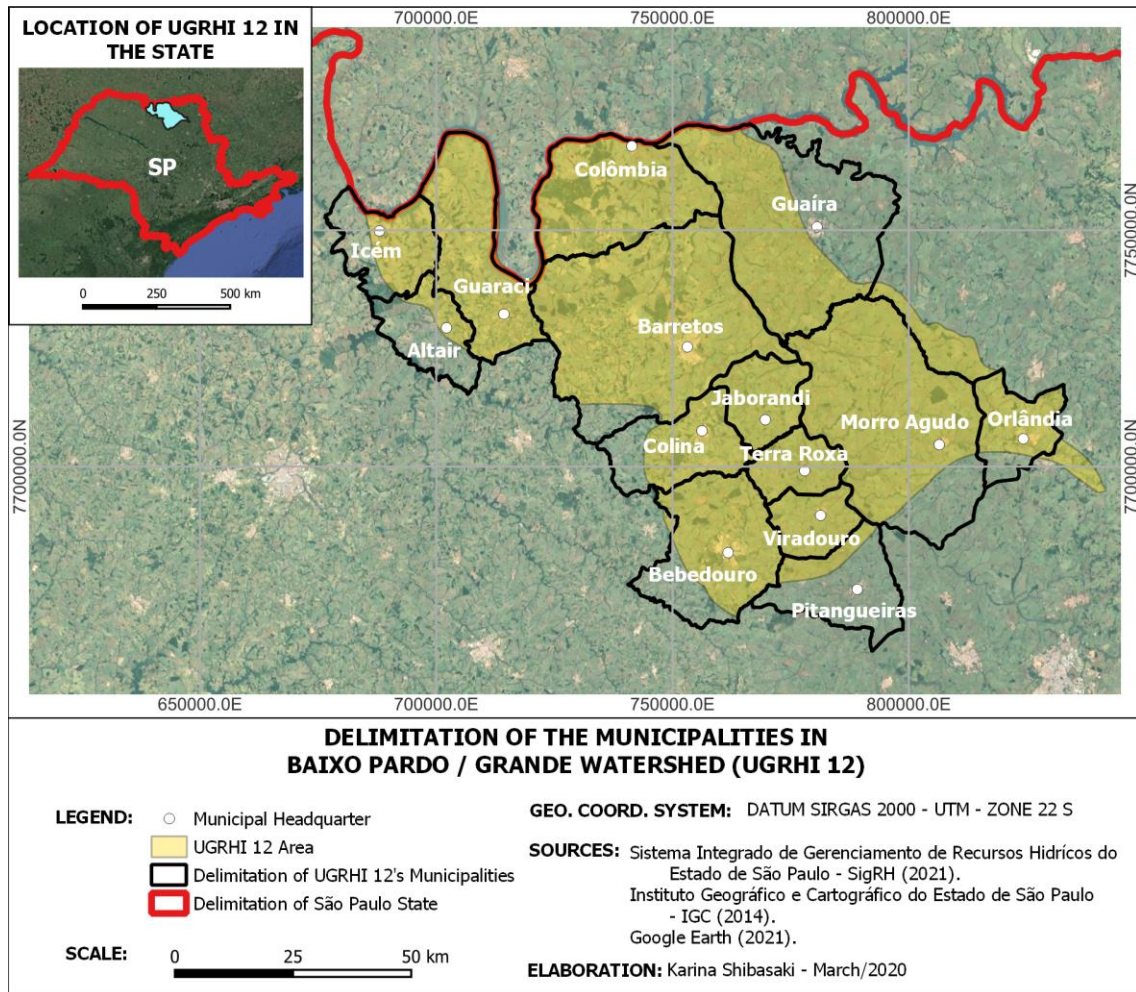 LOCATION OF UGRHI 12 IN
THE STATE
SP
0 250 500 km
700000.0E 750000.0E 800000.0E
Colômbia
Guaíra
Icém
Guaraci
Altair
Barretos
Jaborandi
Colina
Morro Agudo
Orlândia
Terra Roxa
Viradouro
Bebedouro
Pitangueiras
7750000.0N
7700000.0N
7700000.0N
650000.0E 700000.0E 750000.0E 800000.0E
DELIMITATION OF THE MUNICIPALITIES IN
BAIXO PARDO / GRANDE WATERSHED (UGRHI 12)
LEGEND:
Municipal Headquarter
UGRHI 12 Area
Delimitation of UGRHI 12's Municipalities
Delimitation of São Paulo State
SCALE: 0 25 50 km
GEO. COORD. SYSTEM: DATUM SIRGAS 2000 - UTM - ZONE 22 S
SOURCES: Sistema Integrado de Gerenciamento de Recursos Hidrícos do
Estado de São Paulo - SigRH (2021).
Instituto Geográfico e Cartográfico do Estado de São Paulo
- IGC (2014).
Google Earth (2021).
ELABORATION: Karina Shibasaki - March/2020